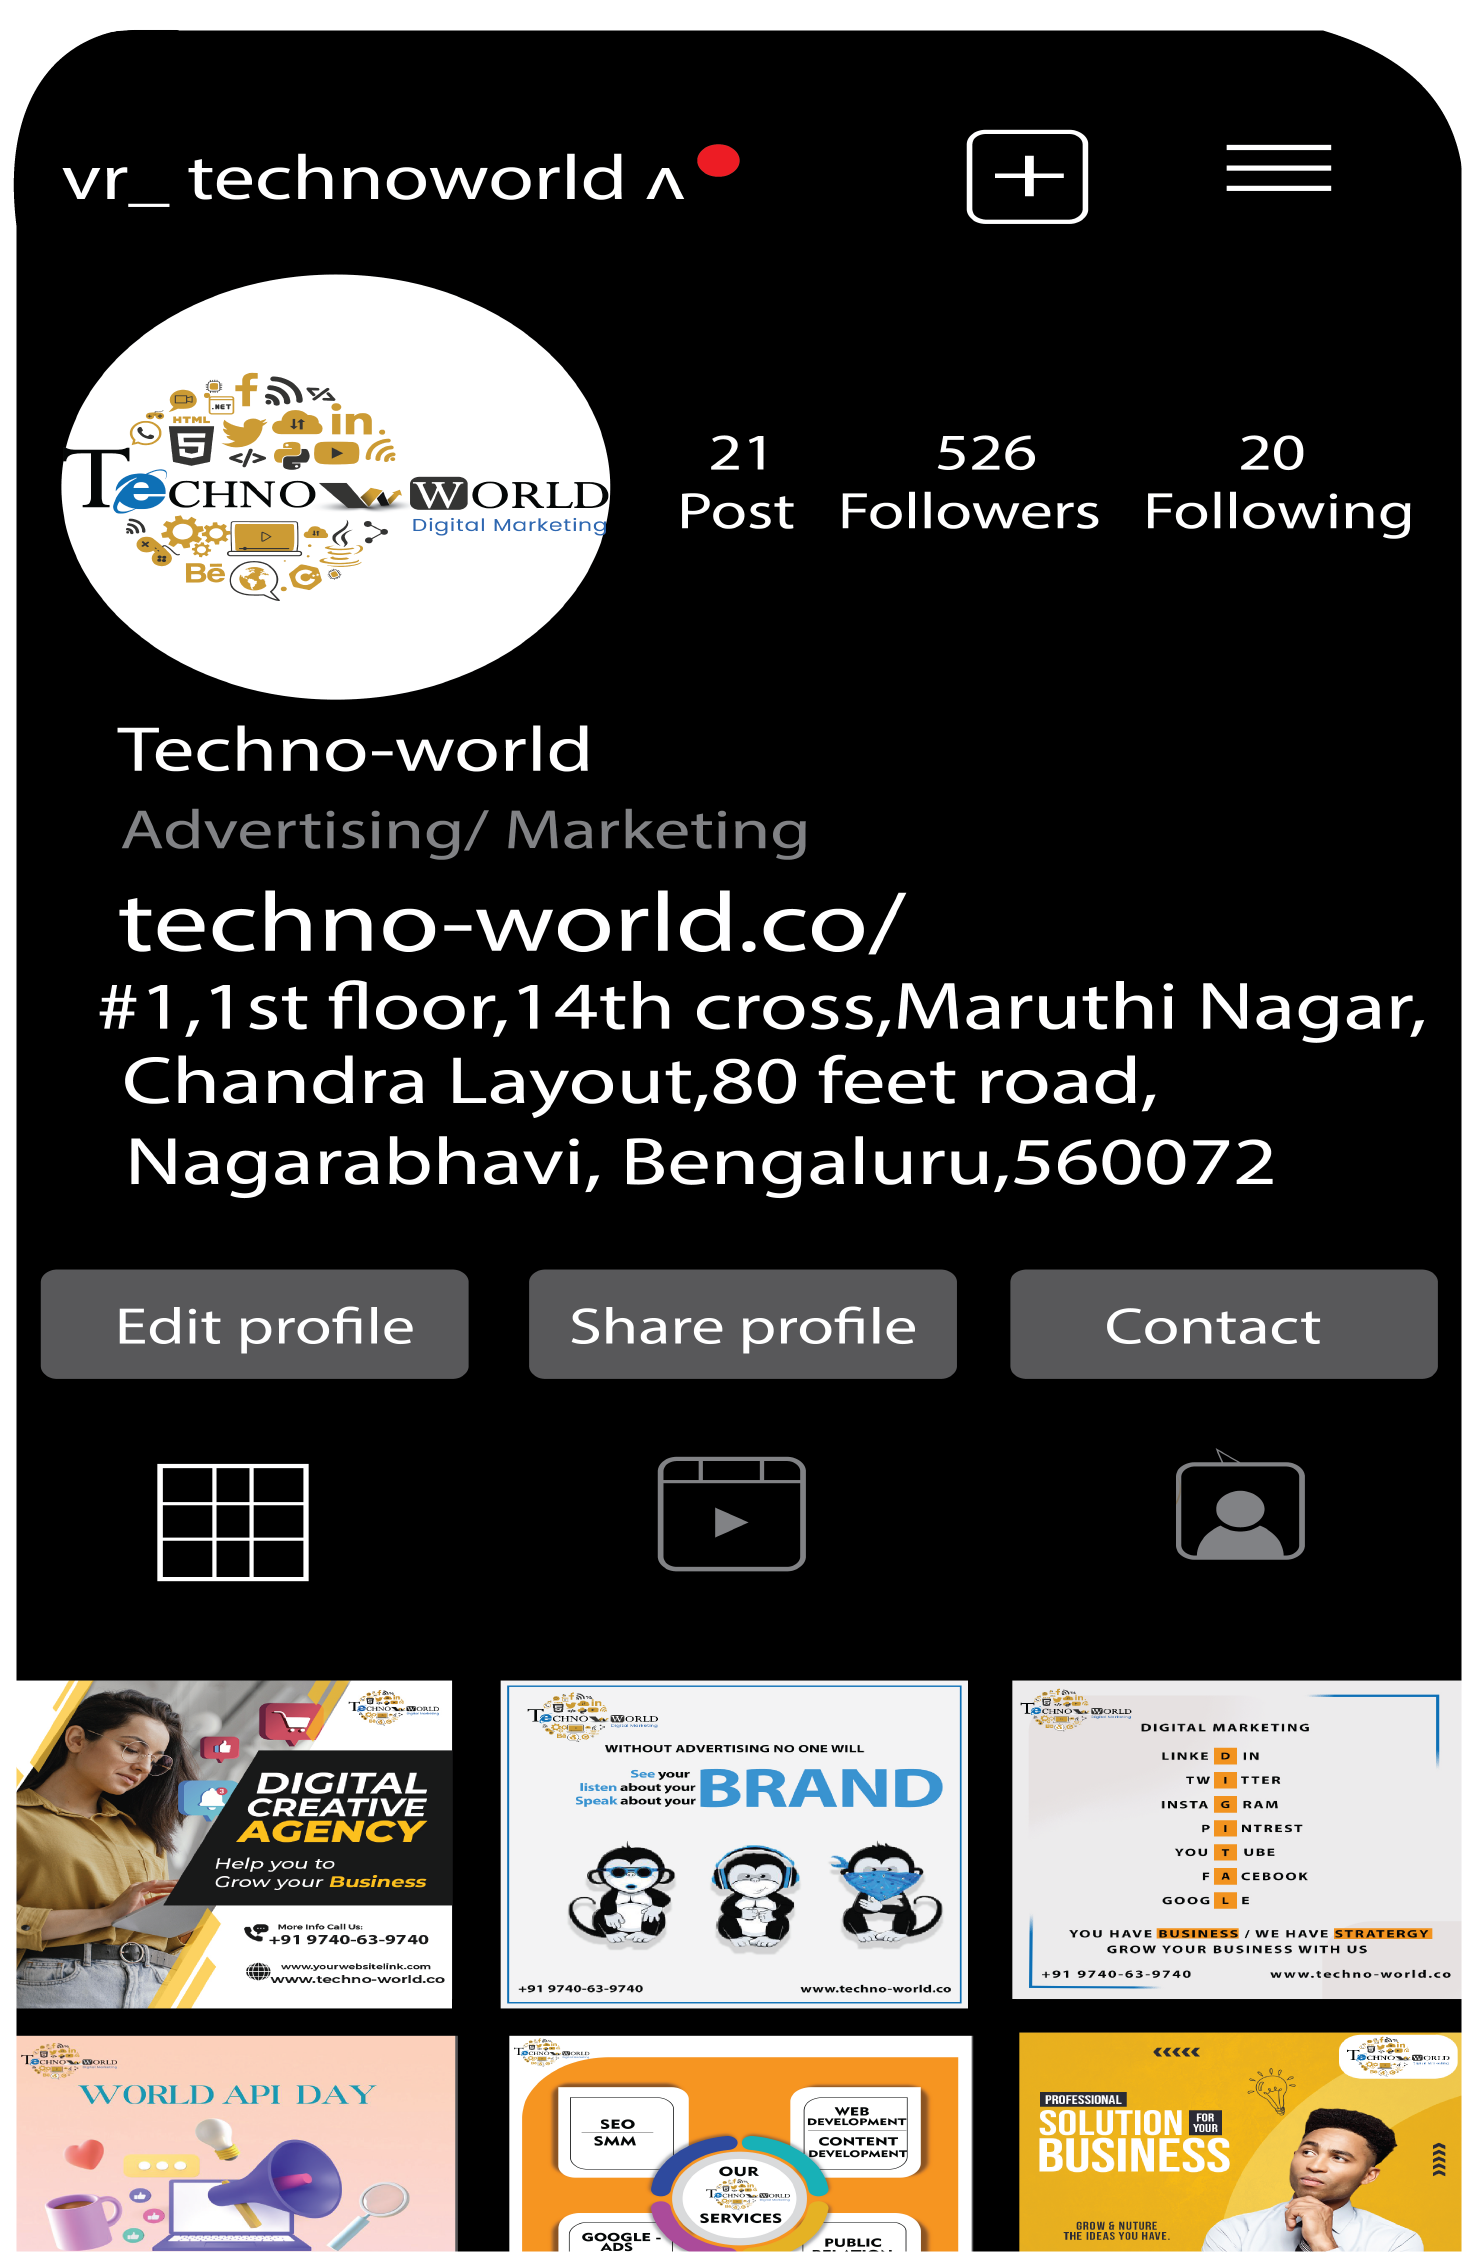 vr_ technoworld ʌ
.NET
HTML
5
in.
</>
TECHNO WORLD
Digital Marketing
Bē
21
Post
526
Followers
20
Following
Techno-world
Advertising/ Marketing
techno-world.co/
#1,1st floor,14th cross,Maruthi Nagar,
Chandra Layout,80 feet road,
Nagarabhavi, Bengaluru,560072
Edit profile
Share profile
Contact
TECHNO WORLD
DIGITAL
CREATIVE
AGENCY
Help you to
Grow your Business
More Info Call Us:
+91 9740-63-9740
www.yourwebsitelink.com
www.techno-world.co
TECHNO WORLD
Digital Marketing
WITHOUT ADVERTISING NO ONE WILL
See your
listen about your
Speak about your
BRAND
+91 9740-63-9740
www.techno-world.co
TECHNO WORLD
DIGITAL MARKETING
LINKE D IN
TW I TTER
INSTA G RAM
P I NTREST
YOU T UBE
F A CEBOOK
GOOG L E
YOU HAVE BUSINESS / WE HAVE STRATERGY
GROW YOUR BUSINESS WITH US
+91 9740-63-9740
www.techno-world.co
TECHNO WORLD
WORLD API DAY
TECHNO WORLD
SEO
SMM
WEB
DEVELOPMENT
CONTENT
DEVELOPMENT
OUR
TECHNO WORLD
SERVICES
GOOGLE -
ADS
PUBLIC
RELATION
TECHNO WORLD
PROFESSIONAL
SOLUTION FOR YOUR
BUSINESS
GROW & NUTURE
THE IDEAS YOU HAVE.